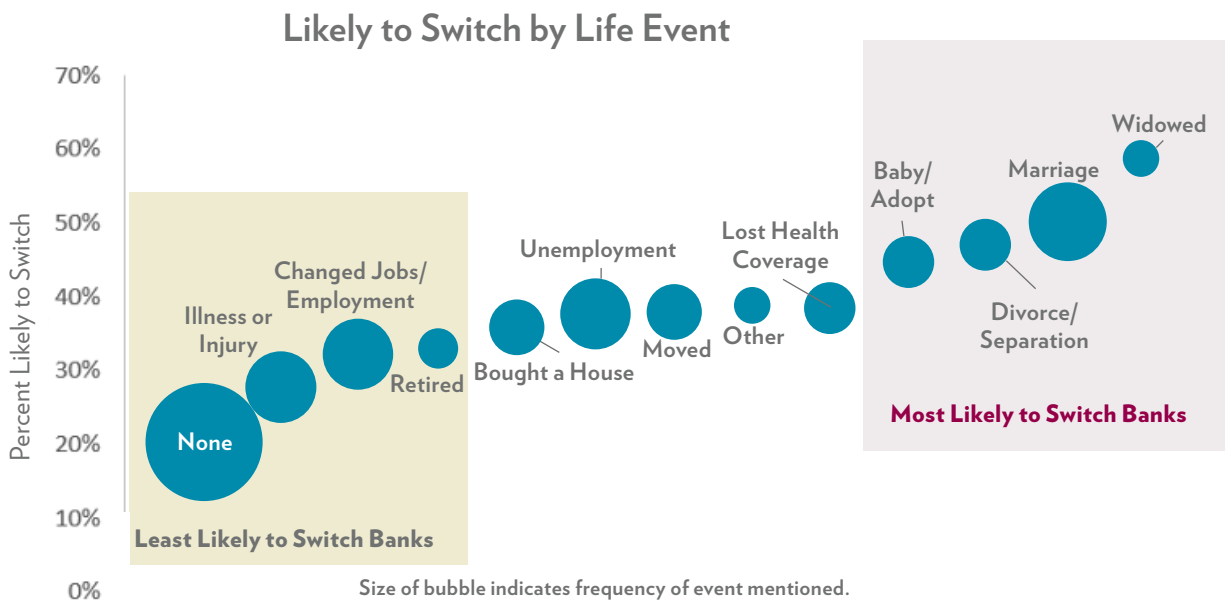 Likely to Switch by Life Event
Percent Likely to Switch
70%
60%
50%
40%
30%
20%
10%
0%
None
Illness or
Injury
Changed Jobs/
Employment
Retired
Bought a House
Unemployment
Moved
Other
Lost Health
Coverage
Baby/
Adopt
Divorce/
Separation
Marriage
Widowed
Least Likely to Switch Banks
Most Likely to Switch Banks
Size of bubble indicates frequency of event mentioned.